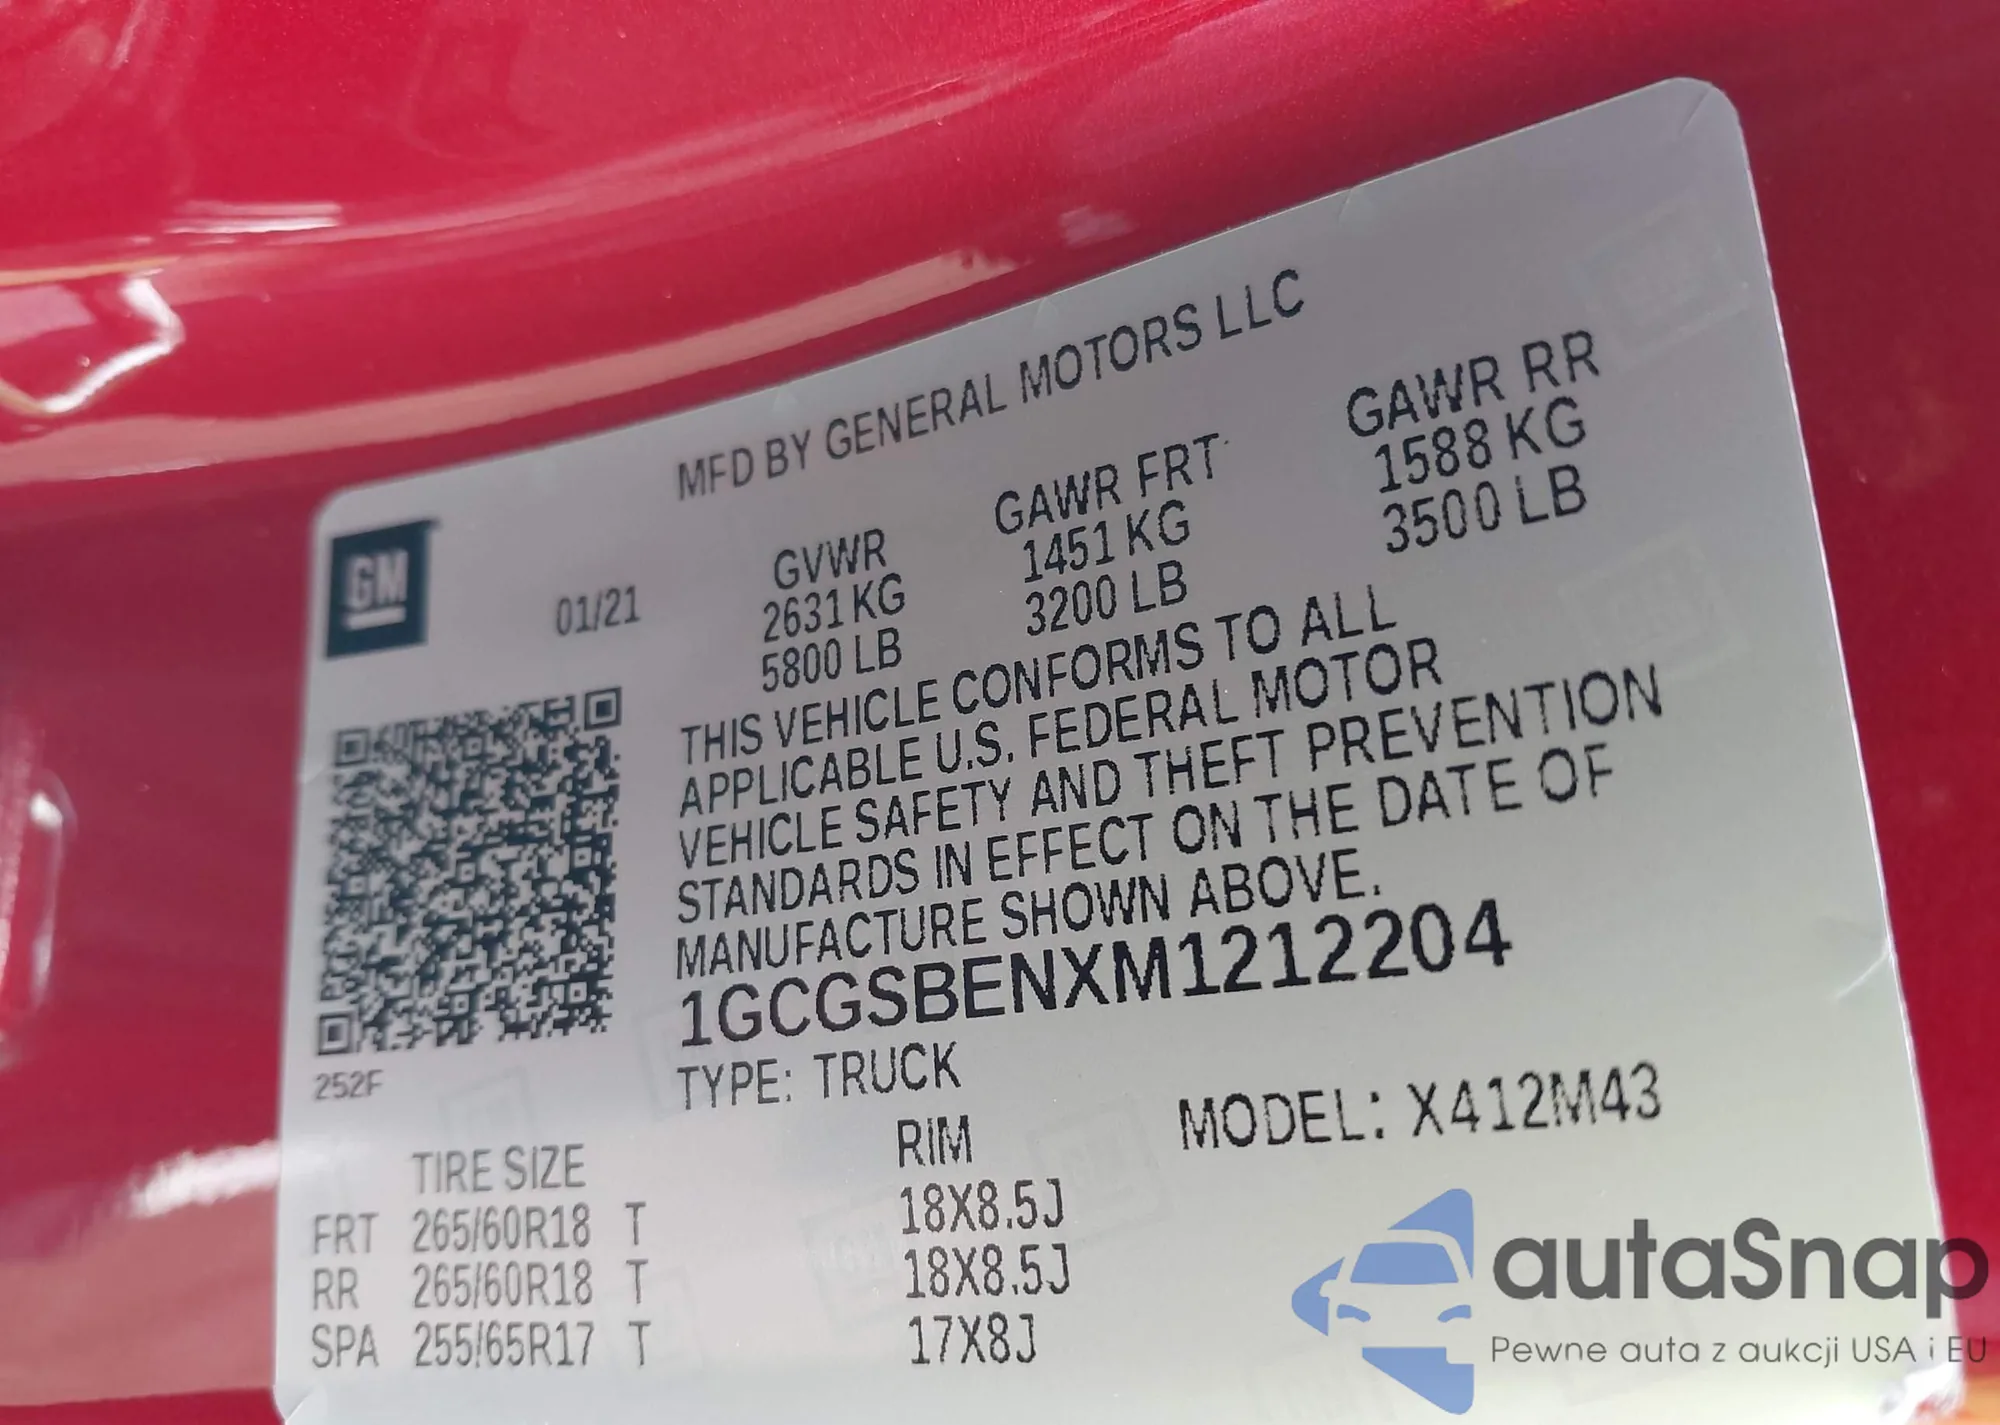 MFD BY GENERAL MOTORS LLC
GM
01/21
GVWR GAWR FRT GAWR RR
2631 KG 1451 KG 1588 KG
5800 LB 3200 LB 3500 LB
THIS VEHICLE CONFORMS TO ALL
APPLICABLE U.S. FEDERAL MOTOR
VEHICLE SAFETY AND THEFT PREVENTION
STANDARDS IN EFFECT ON THE DATE OF
MANUFACTURE SHOWN ABOVE.
1GCGSBENXM1212204
252F
TYPE: TRUCK
MODEL: X412M43
TIRE SIZE RIM
FRT 265/60R18 T 18X8.5J
RR 265/60R18 T 18X8.5J
SPA 255/65R17 T 17X8J
autaSnap
Pewne auta z aukcji USA i EU